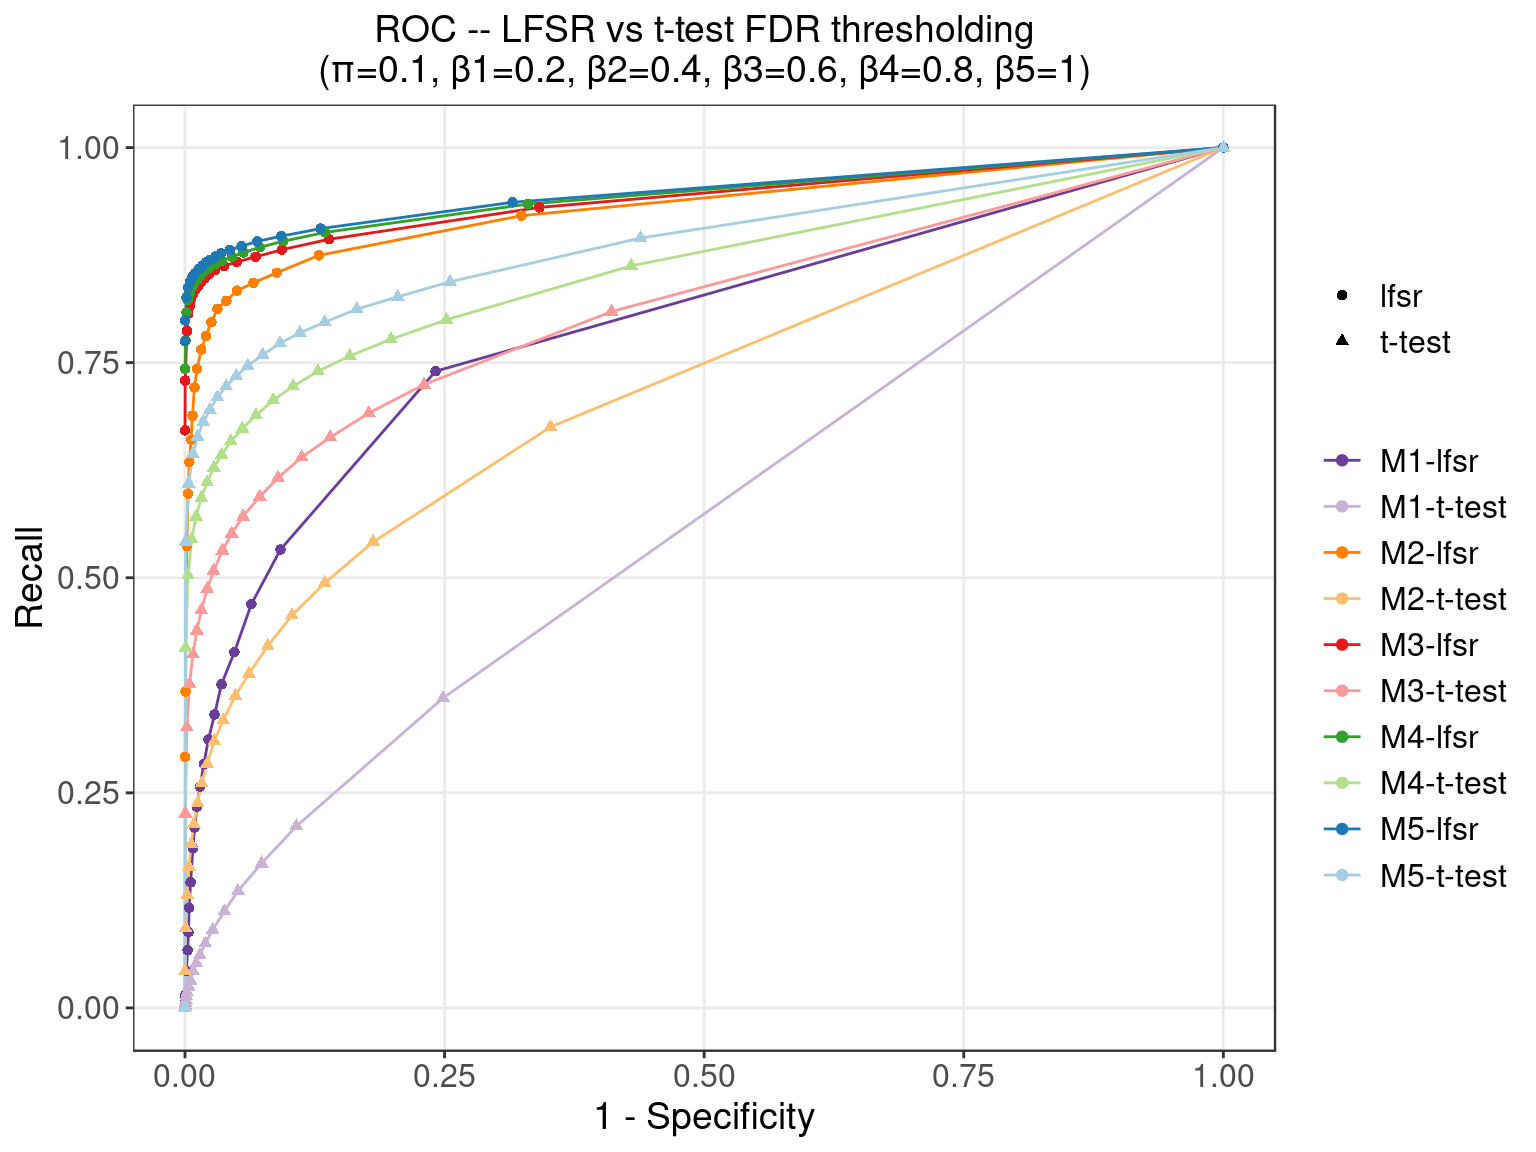 ROC -- LFSR vs t-test FDR thresholding
(π=0.1, β1=0.2, β2=0.4, β3=0.6, β4=0.8, β5=1)
Recall
1.00
0.75
0.50
0.25
0.00
0.00 0.25 0.50 0.75 1.00
1 - Specificity
lfsr
t-test
M1-lfsr
M1-t-test
M2-lfsr
M2-t-test
M3-lfsr
M3-t-test
M4-lfsr
M4-t-test
M5-lfsr
M5-t-test